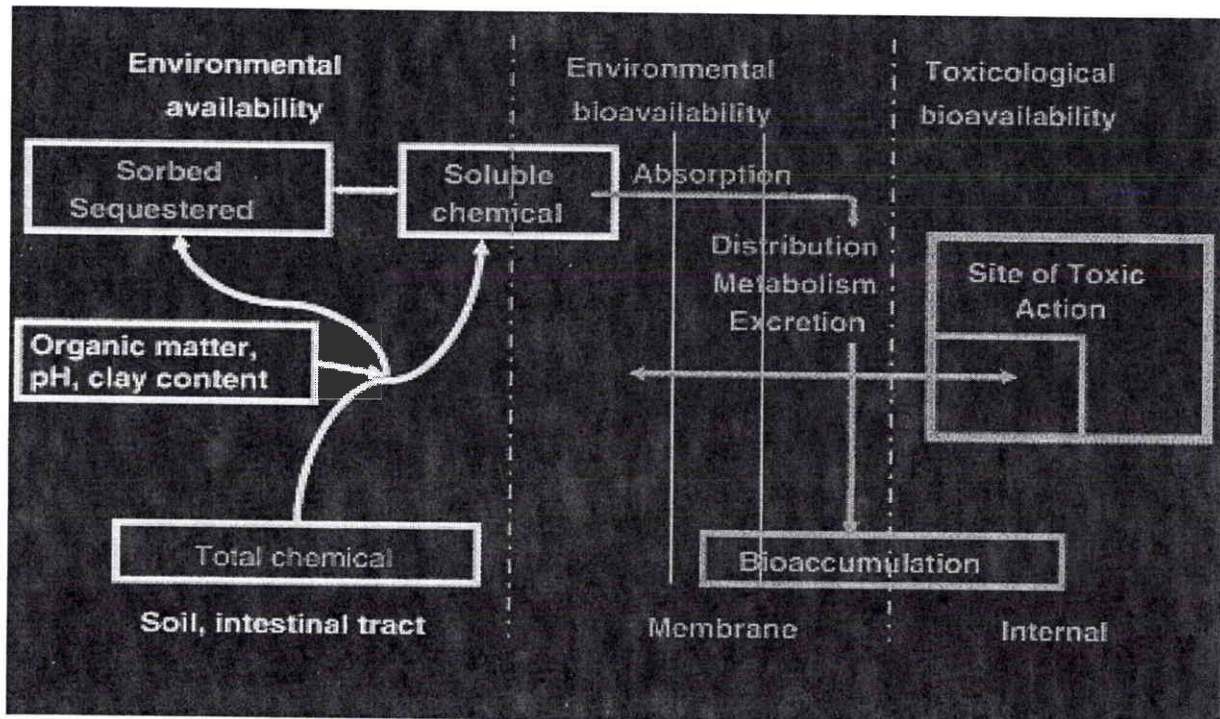 Environmental
availability
Environmental
bioavailability
Toxicological
bioavailability
Sorbed
Sequestered
Soluble
chemical
Absorption
Distribution
Metabolism
Excretion
Site of Toxic
Action
Organic matter,
pH, clay content
Total chemical
Bioaccumulation
Soil, intestinal tract
Membrane
Internal